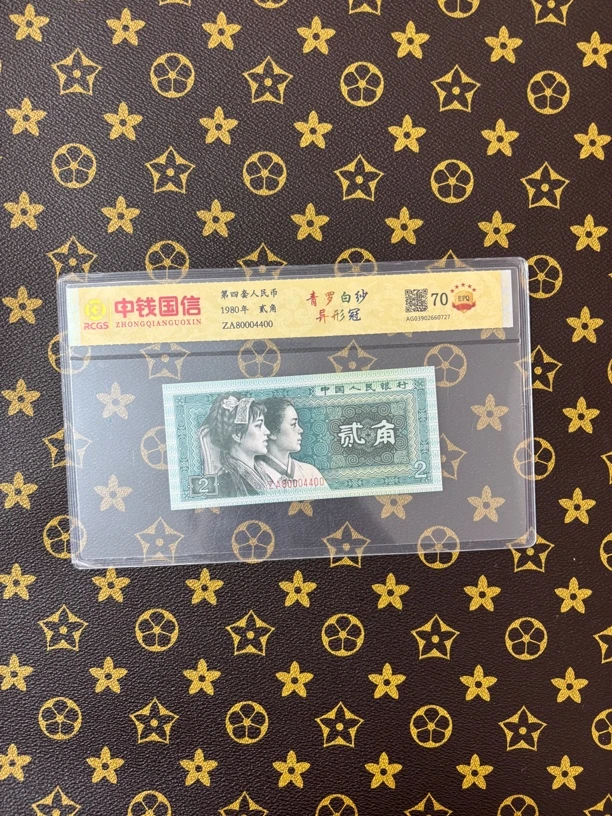 中钱国信
RCGS ZHONGQIANGUOXIN
第四套人民币
1980年 贰角
ZA80004400
青罗白纱
异形冠
70
EPQ
AG03902660727
中国人民银行
贰角
2
ZA80004400
2